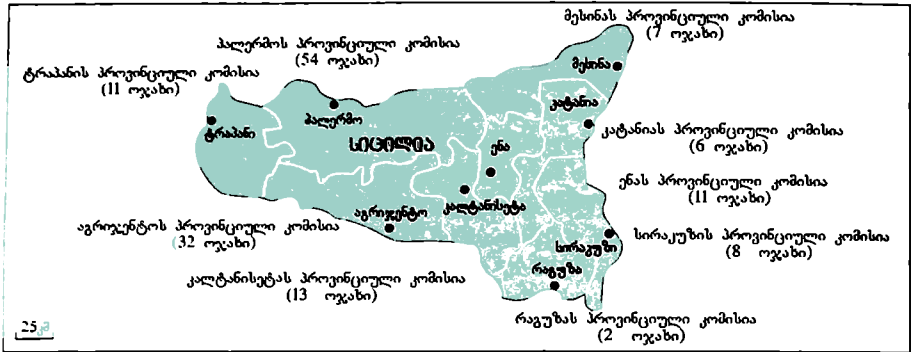 მესინას პროვინციული კომისია
(7 ოჯახი)
პალერმოს პროვინციული კომისია
(54 ოჯახი)
ტრაპანის პროვინციული კომისია
(11 ოჯახი)
მესინა
კატანია
ტრაპანი
პალერმო
სიცილია
ენა
კატანიას პროვინციული კომისია
(6 ოჯახი)
ენას პროვინციული კომისია
(11 ოჯახი)
კალტანისეტა
აგრიჯენტო
აგრიჯენტოს პროვინციული კომისია
(32 ოჯახი)
სირაკუზი
სირაკუზის პროვინციული კომისია
(8 ოჯახი)
რაგუზა
კალტანისეტას პროვინციული კომისია
(13 ოჯახი)
რაგუზას პროვინციული კომისია
(2 ოჯახი)
25კმ